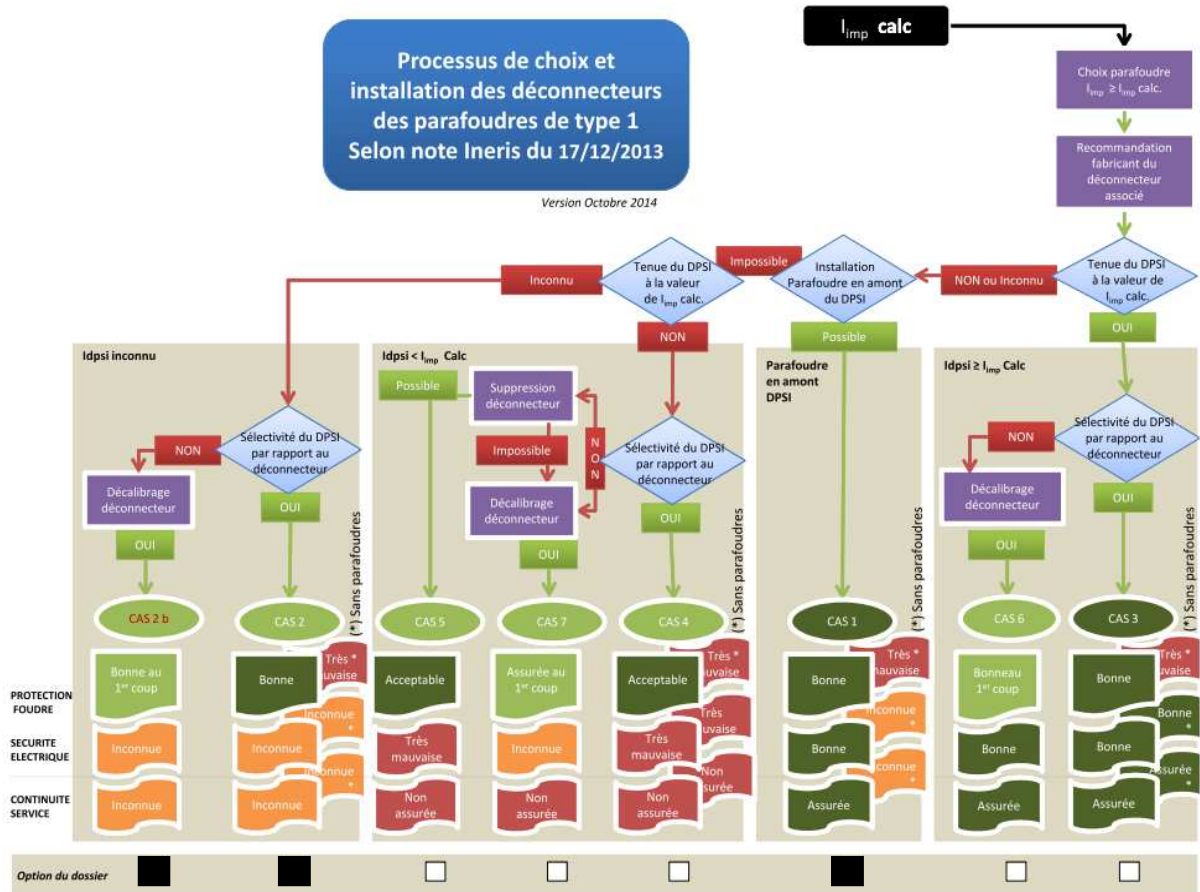 I imp calc
Processus de choix et
installation des déconnecteurs
des parafoudres de type 1
Selon note Ineris du 17/12/2013
Version Octobre 2014
Choix parafoudre
Iimp ≥ Iimp calc.
Recommandation
fabricant du
déconnecteur
associé
Tenue du DPSI
à la valeur
de Iimp calc.
Impossible
Installation
Parafoudre en amont
du DPSI
NON ou Inconnu
Tenue du DPSI
à la valeur de
Iimp calc.
Inconnu
NON
Possible
OUI
Idpsi inconnu
Sélectivité du DPSI
par rapport au
déconnecteur
NON
Décalibrage
déconnecteur
OUI
OUI
(*) Sans parafoudres
Idpsi < Iimp Calc
Possible
Suppression
déconnecteur
Impossible
NON
Décalibrage
déconnecteur
Sélectivité du DPSI
par rapport au
déconnecteur
OUI
OUI
(*) Sans parafoudres
Parafoudre
en amont
DPSI
(*) Sans parafoudres
Idpsi ≥ Iimp Calc
Sélectivité du DPSI
par rapport au
déconnecteur
NON
Décalibrage
déconnecteur
OUI
OUI
(*) Sans parafoudres
CAS 2 b
CAS 2
CAS 5
CAS 7
CAS 4
CAS 1
CAS 6
CAS 3
PROTECTION
FOUDRE
Bonne au
1er coup
Bonne
Très *
Acceptable
Assurée au
1er coup
Acceptable
Très *
Bonne
Très *
Bonneau
1er coup
Bonne
Très *
SECURITE
ELECTRIQUE
Inconnue
Inconnue
Inconnue *
Très
mauvaise
Inconnue
Très
mauvaise
Très
Bonne
Inconnue *
Bonne
Bonne
Bonne *
CONTINUITE
SERVICE
Inconnue
Inconnue
Inconnue *
Non
assurée
Non
assurée
Non
assurée
Non
Assurée
Inconnue *
Assurée
Assurée
Assurée *
Option du dossier